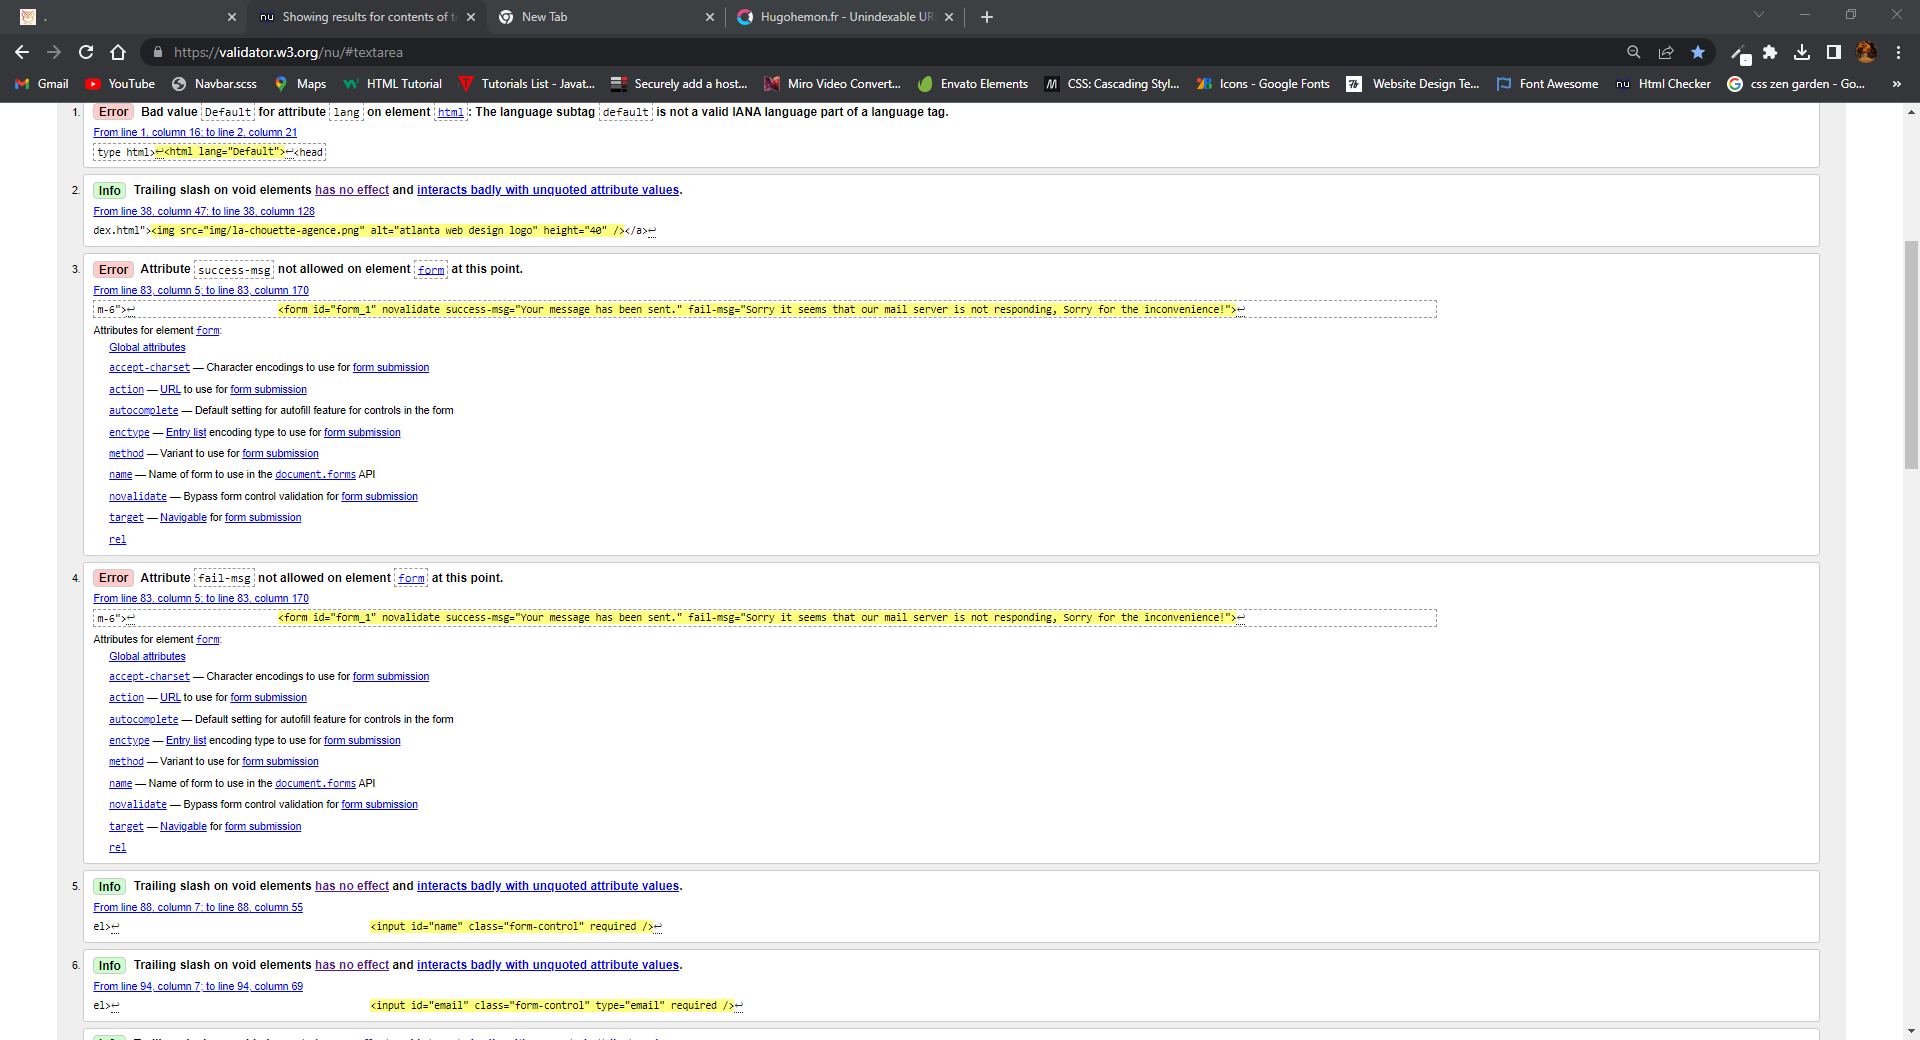 .
Showing results for contents of t
New Tab
Hugohemon.fr - Unindexable UR
https://validator.w3.org/nu/#textarea
Gmail
YouTube
Navbar.scss
Maps
HTML Tutorial
Tutorials List - Javat...
Securely add a host...
Miro Video Convert...
Envato Elements
CSS: Cascading Styl...
Icons - Google Fonts
Website Design Te...
Font Awesome
nu Html Checker
css zen garden - Go...
»
1. Error Bad value Default for attribute lang on element html: The language subtag default is not a valid IANA language part of a language tag.
From line 1, column 16; to line 2, column 21
type html>↩<html lang="Default">↩<head
2. Info Trailing slash on void elements has no effect and interacts badly with unquoted attribute values.
From line 38, column 47; to line 38, column 128
dex.html"><img src="img/la-chouette-agence.png" alt="atlanta web design logo" height="40" /></a>↩
3. Error Attribute success-msg not allowed on element form at this point.
From line 83, column 5; to line 83, column 170
m-6">↩ <form id="form_1" novalidate success-msg="Your message has been sent." fail-msg="Sorry it seems that our mail server is not responding, Sorry for the inconvenience!">↩
Attributes for element form:
Global attributes
accept-charset — Character encodings to use for form submission
action — URL to use for form submission
autocomplete — Default setting for autofill feature for controls in the form
enctype — Entry list encoding type to use for form submission
method — Variant to use for form submission
name — Name of form to use in the document.forms API
novalidate — Bypass form control validation for form submission
target — Navigable for form submission
rel
4. Error Attribute fail-msg not allowed on element form at this point.
From line 83, column 5; to line 83, column 170
m-6">↩ <form id="form_1" novalidate success-msg="Your message has been sent." fail-msg="Sorry it seems that our mail server is not responding, Sorry for the inconvenience!">↩
Attributes for element form:
Global attributes
accept-charset — Character encodings to use for form submission
action — URL to use for form submission
autocomplete — Default setting for autofill feature for controls in the form
enctype — Entry list encoding type to use for form submission
method — Variant to use for form submission
name — Name of form to use in the document.forms API
novalidate — Bypass form control validation for form submission
target — Navigable for form submission
rel
5. Info Trailing slash on void elements has no effect and interacts badly with unquoted attribute values.
From line 88, column 7; to line 88, column 55
el>↩ <input id="name" class="form-control" required />↩
6. Info Trailing slash on void elements has no effect and interacts badly with unquoted attribute values.
From line 94, column 7; to line 94, column 69
el>↩ <input id="email" class="form-control" type="email" required />↩